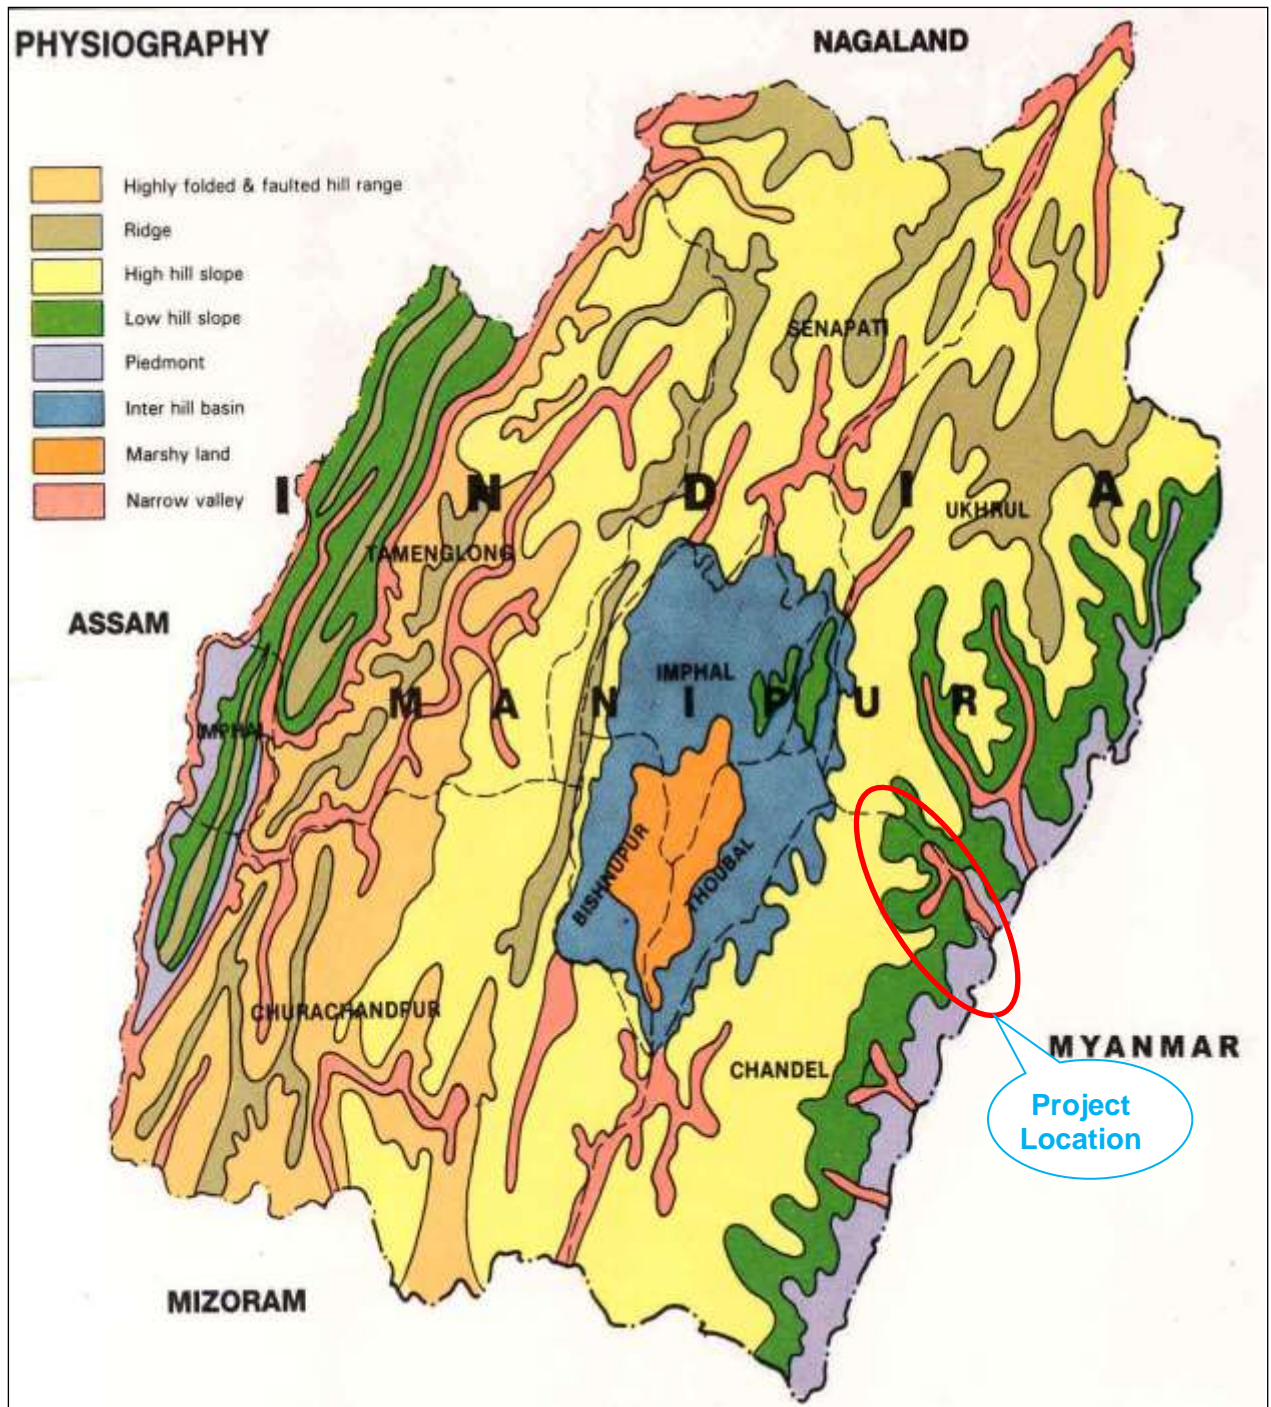 PHYSIOGRAPHY
NAGALAND
Highly folded & faulted hill range
Ridge
High hill slope
Low hill slope
Piedmont
Inter hill basin
Marshy land
Narrow valley
SENAPATI
I N D I A
UKHRUL
TAMENGLONG
ASSAM
IMPHAL
M A N I P U R
IMPHAL
BISHNUPUR
THOUBAL
CHURACHANDPUR
CHANDEL
MYANMAR
Project
Location
MIZORAM